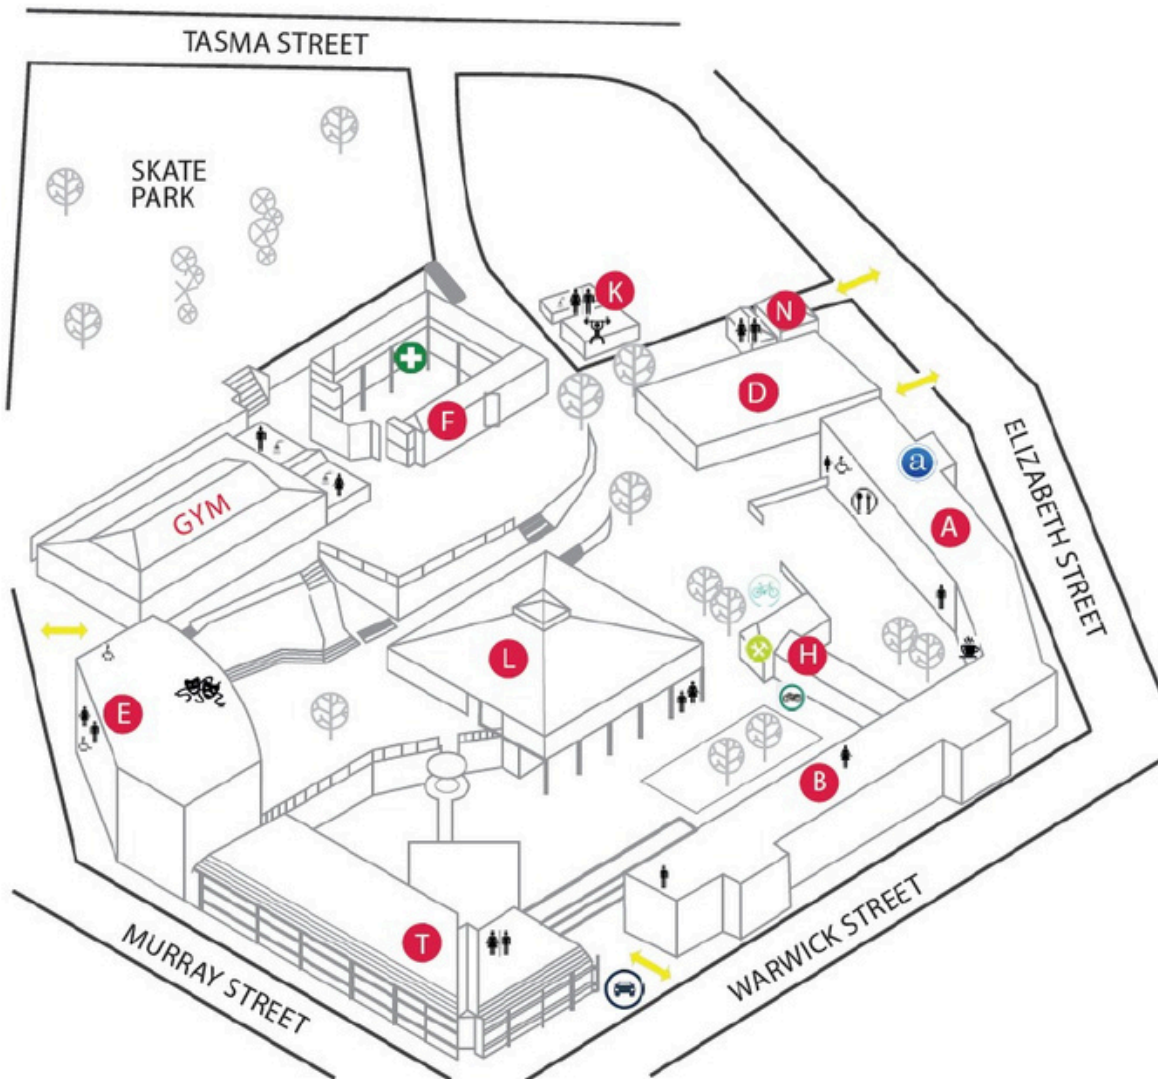 TASMA STREET
SKATE
PARK
K
N
D
F
a
GYM
A
ELIZABETH STREET
L
H
E
B
T
WARWICK STREET
MURRAY STREET